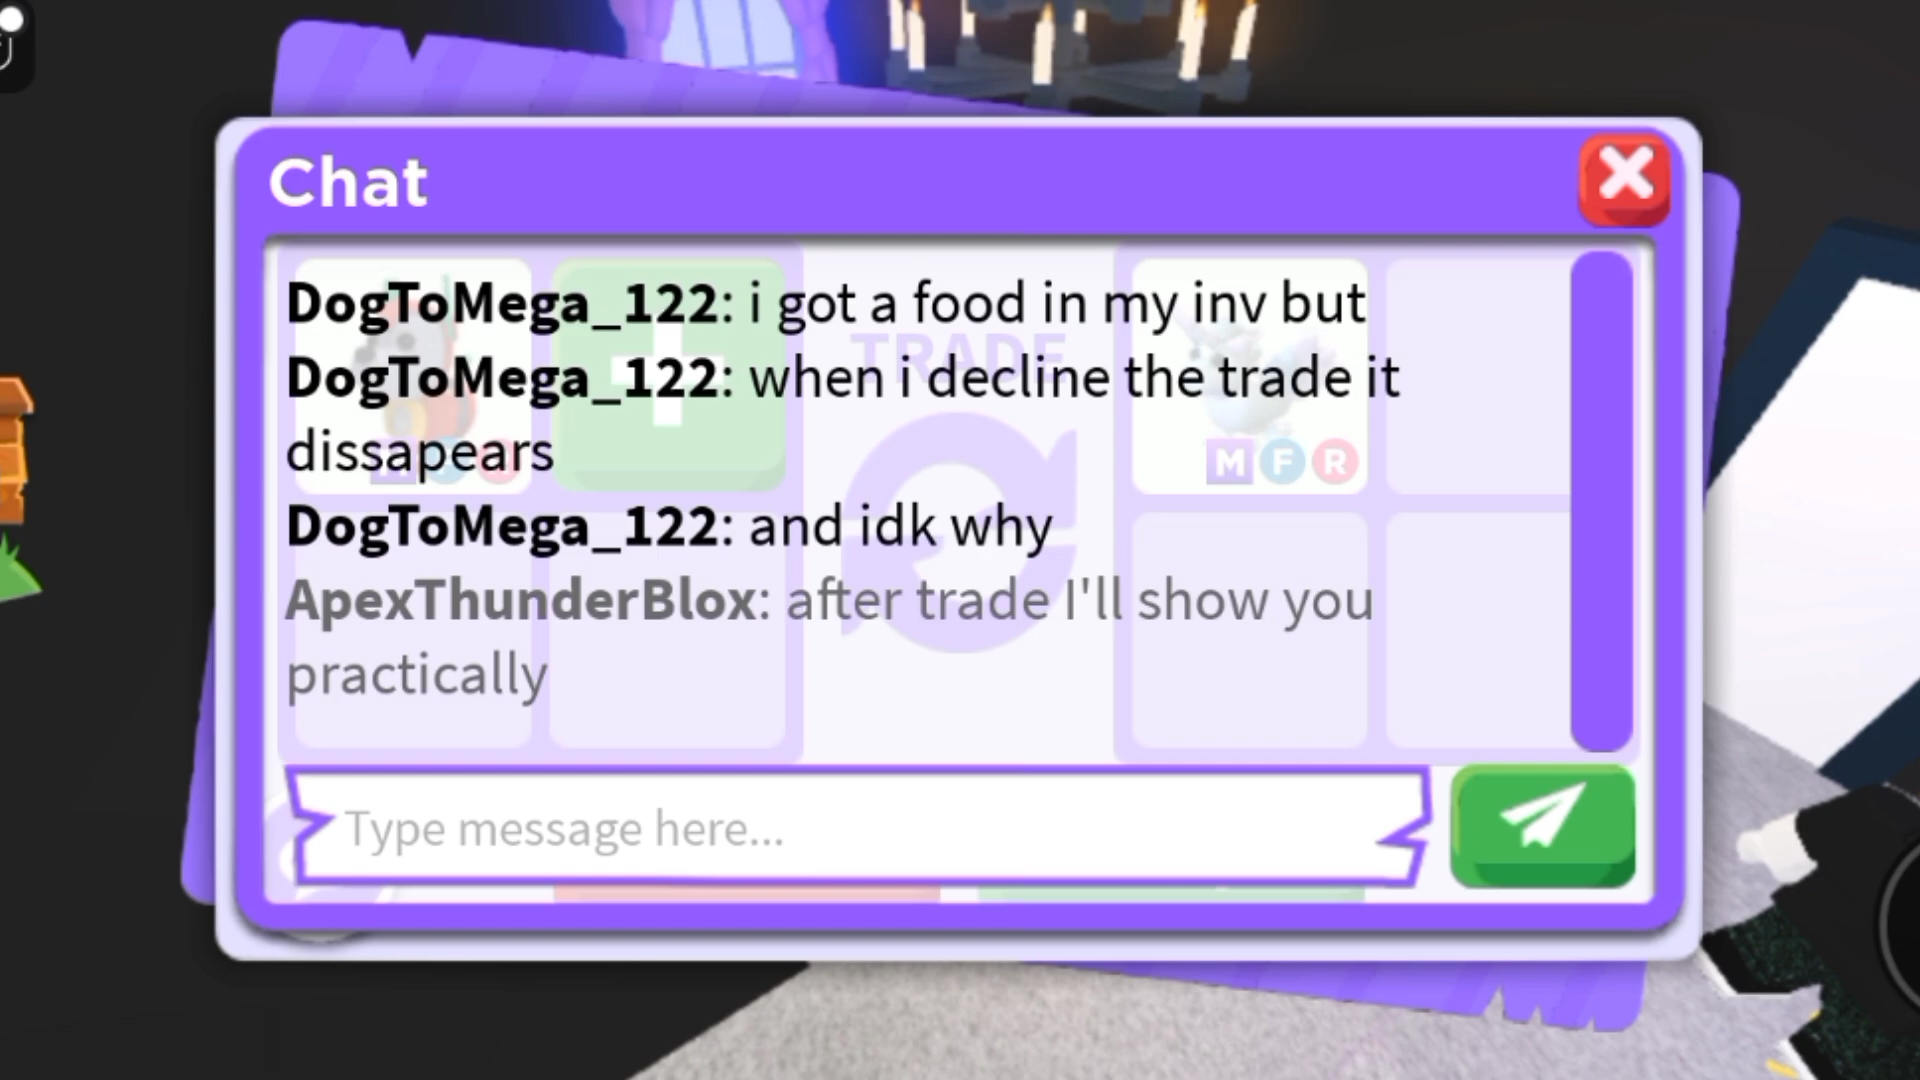 Chat
DogToMega_122: i got a food in my inv but
DogToMega_122: when i decline the trade it
dissapears
DogToMega_122: and idk why
ApexThunderBlox: after trade I'll show you
practically
TRADE
M F R
Type message here...